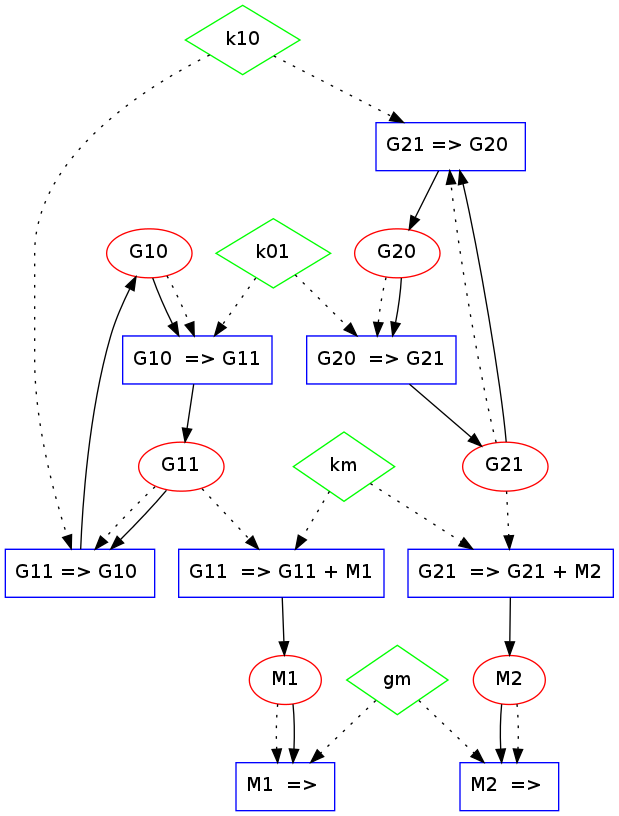 k10
G21 => G20
G10
k01
G20
G10  => G11
G20  => G21
G11
km
G21
G11 => G10
G11  => G11 + M1
G21  => G21 + M2
M1
gm
M2
M1  =>
M2  =>